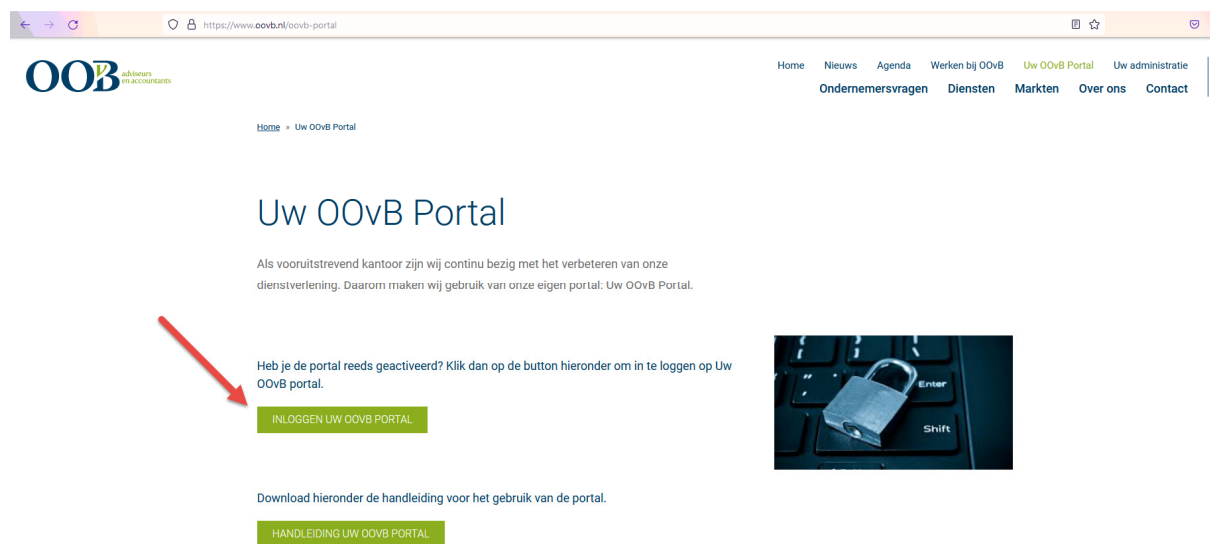 https://www.oovb.nl/oovb-portal
OOvB adviseurs
en accountants
Home Nieuws Agenda Werken bij OOvB Uw OOvB Portal Uw administratie
Ondernemersvragen Diensten Markten Over ons Contact
Home » Uw OOvB Portal
Uw OOvB Portal
Als vooruitstrevend kantoor zijn wij continu bezig met het verbeteren van onze
dienstverlening. Daarom maken wij gebruik van onze eigen portal: Uw OOvB Portal.
Heb je de portal reeds geactiveerd? Klik dan op de button hieronder om in te loggen op Uw
OOvB portal.
INLOGGEN UW OOVB PORTAL
Enter
Shift
Download hieronder de handleiding voor het gebruik van de portal.
HANDLEIDING UW OOVB PORTAL